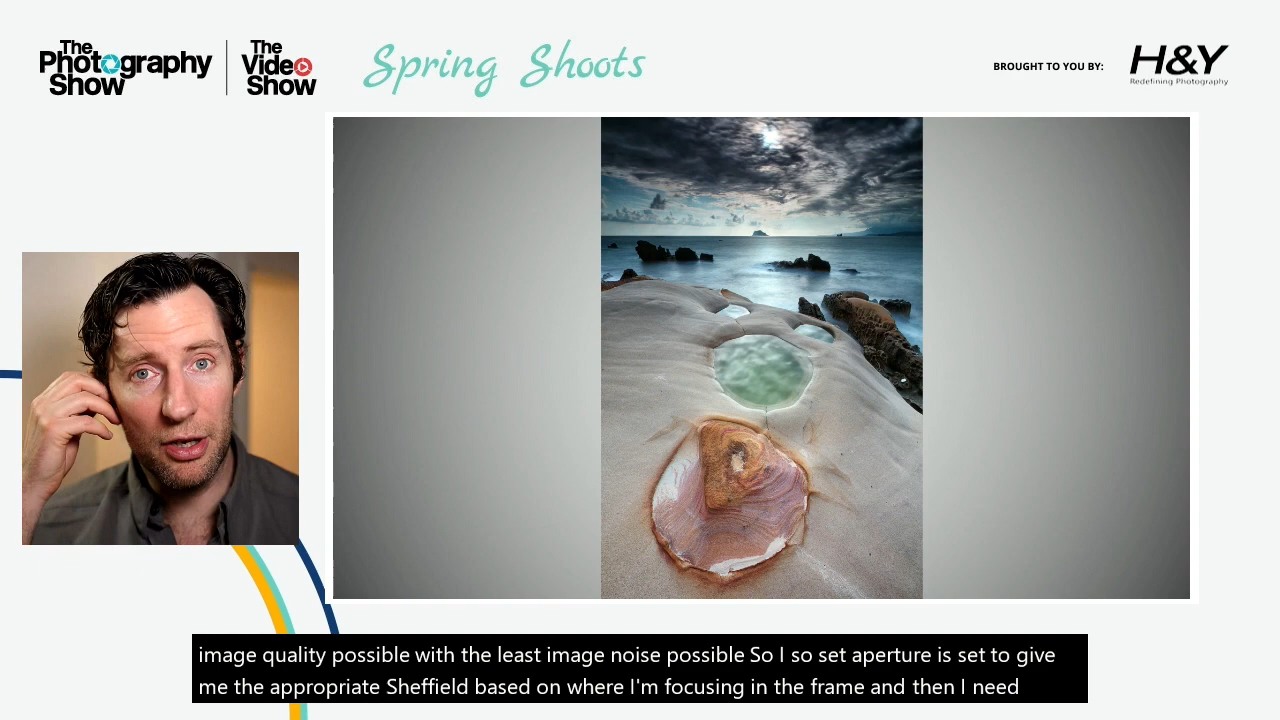 The Photography Show
The Video Show
Spring Shoots
BROUGHT TO YOU BY:
H&Y
Redefining Photography
image quality possible with the least image noise possible So I so set aperture is set to give
me the appropriate Sheffield based on where I'm focusing in the frame and then I need